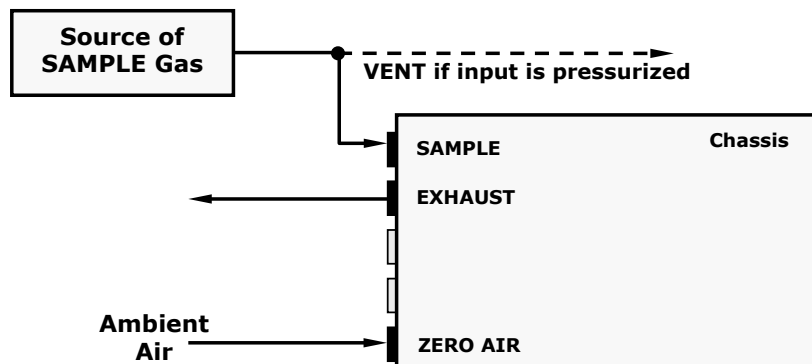 Source of
SAMPLE Gas
VENT if input is pressurized
Chassis
SAMPLE
EXHAUST
Ambient
Air
ZERO AIR